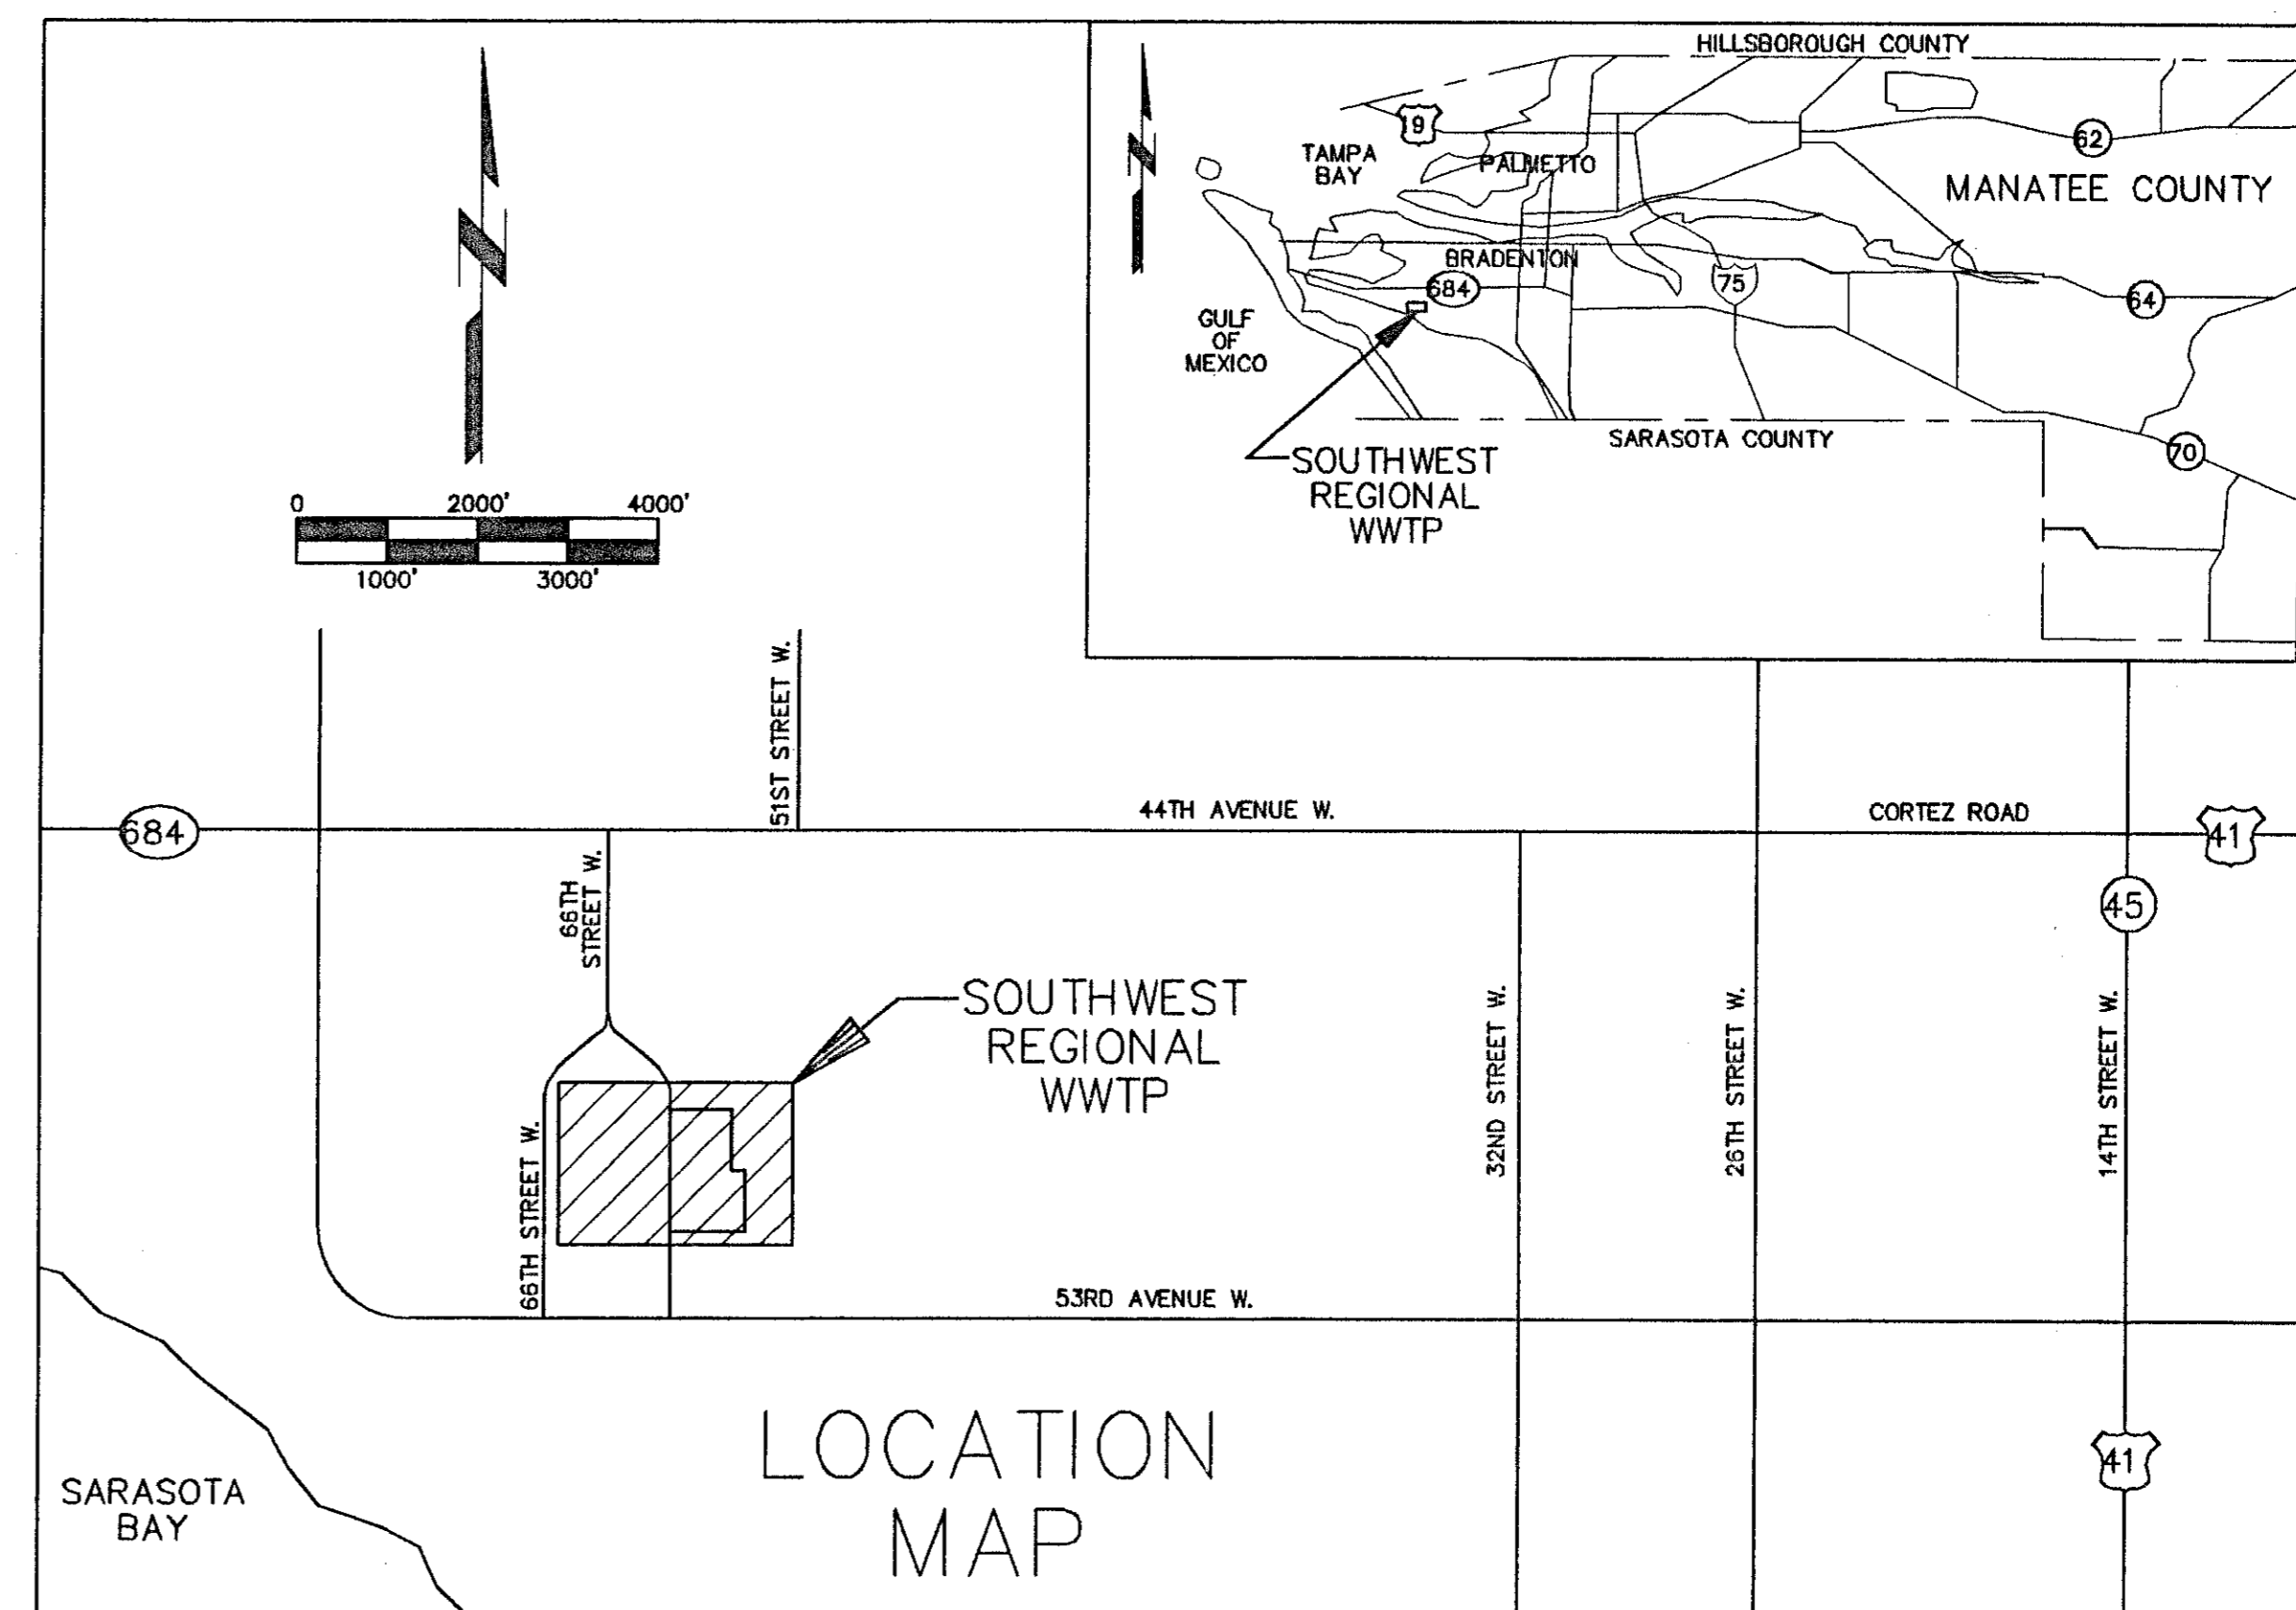 HILLSBOROUGH COUNTY
19
62
TAMPA
BAY
PALMETTO
MANATEE COUNTY
BRADENTON
684
75
64
GULF
OF
MEXICO
SARASOTA COUNTY
70
SOUTHWEST
REGIONAL
WWTP
N
N
0 2000' 4000'
1000' 3000'
51ST STREET W.
684
44TH AVENUE W.
CORTEZ ROAD
41
45
66TH
STREET W.
SOUTHWEST
REGIONAL
WWTP
66TH STREET W.
32ND STREET W.
26TH STREET W.
14TH STREET W.
53RD AVENUE W.
41
SARASOTA
BAY
LOCATION
MAP